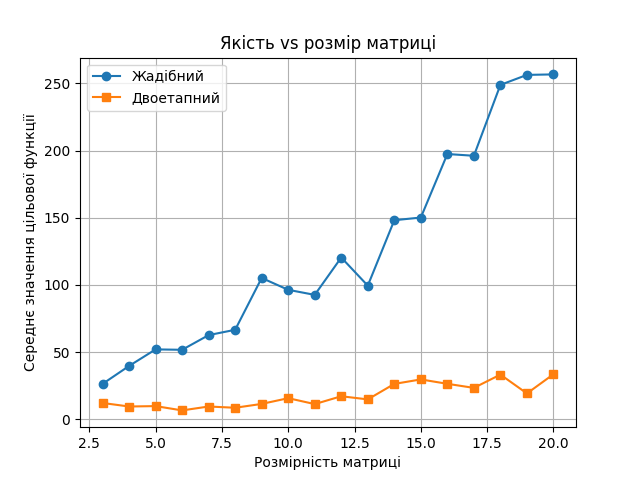 Якість vs розмір матриці
Жадібний
Двоетапний
Середнє значення цільової функції
250
200
150
100
50
0
2.5 5.0 7.5 10.0 12.5 15.0 17.5 20.0
Розмірність матриці